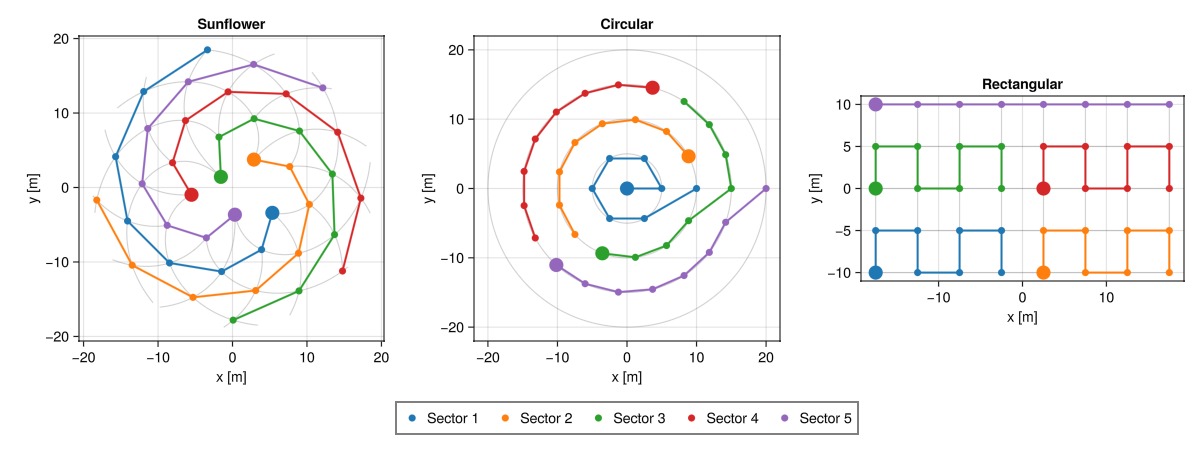 Sunflower
20
10
0
−10
−20
y [m]
−20 −10 0 10 20
x [m]
Circular
20
10
0
−10
−20
y [m]
−20 −10 0 10 20
x [m]
Rectangular
10
5
0
−5
−10
y [m]
−10 0 10
x [m]
Sector 1 Sector 2 Sector 3 Sector 4 Sector 5